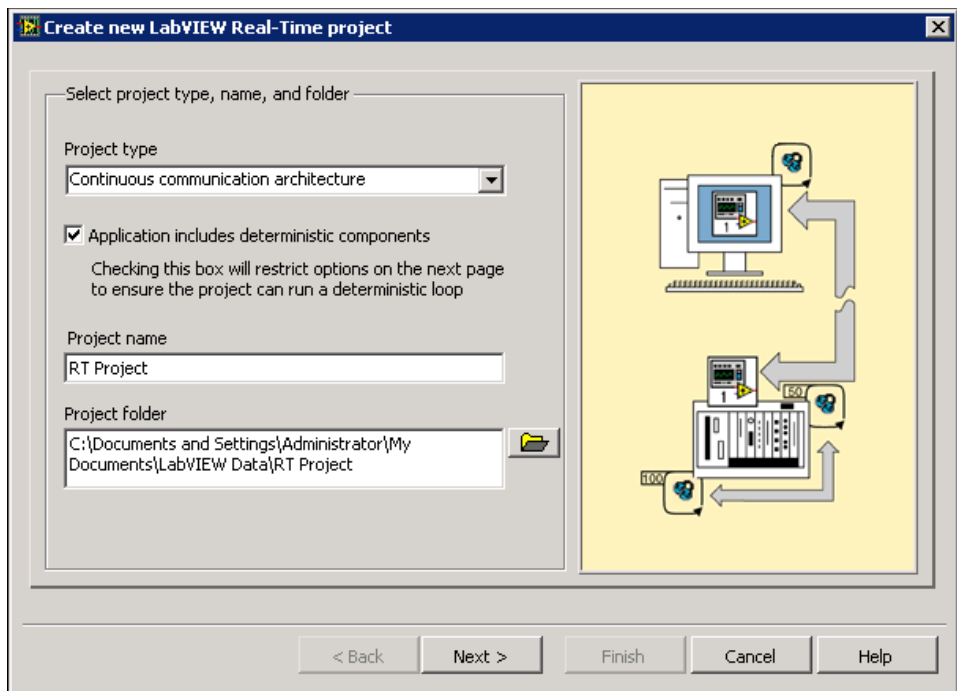 Create new LabVIEW Real-Time project
Select project type, name, and folder
Project type
Continuous communication architecture
Application includes deterministic components
Checking this box will restrict options on the next page
to ensure the project can run a deterministic loop
Project name
RT Project
Project folder
C:\Documents and Settings\Administrator\My
Documents\LabVIEW Data\RT Project
1
1
50
100
< Back
Next >
Finish
Cancel
Help